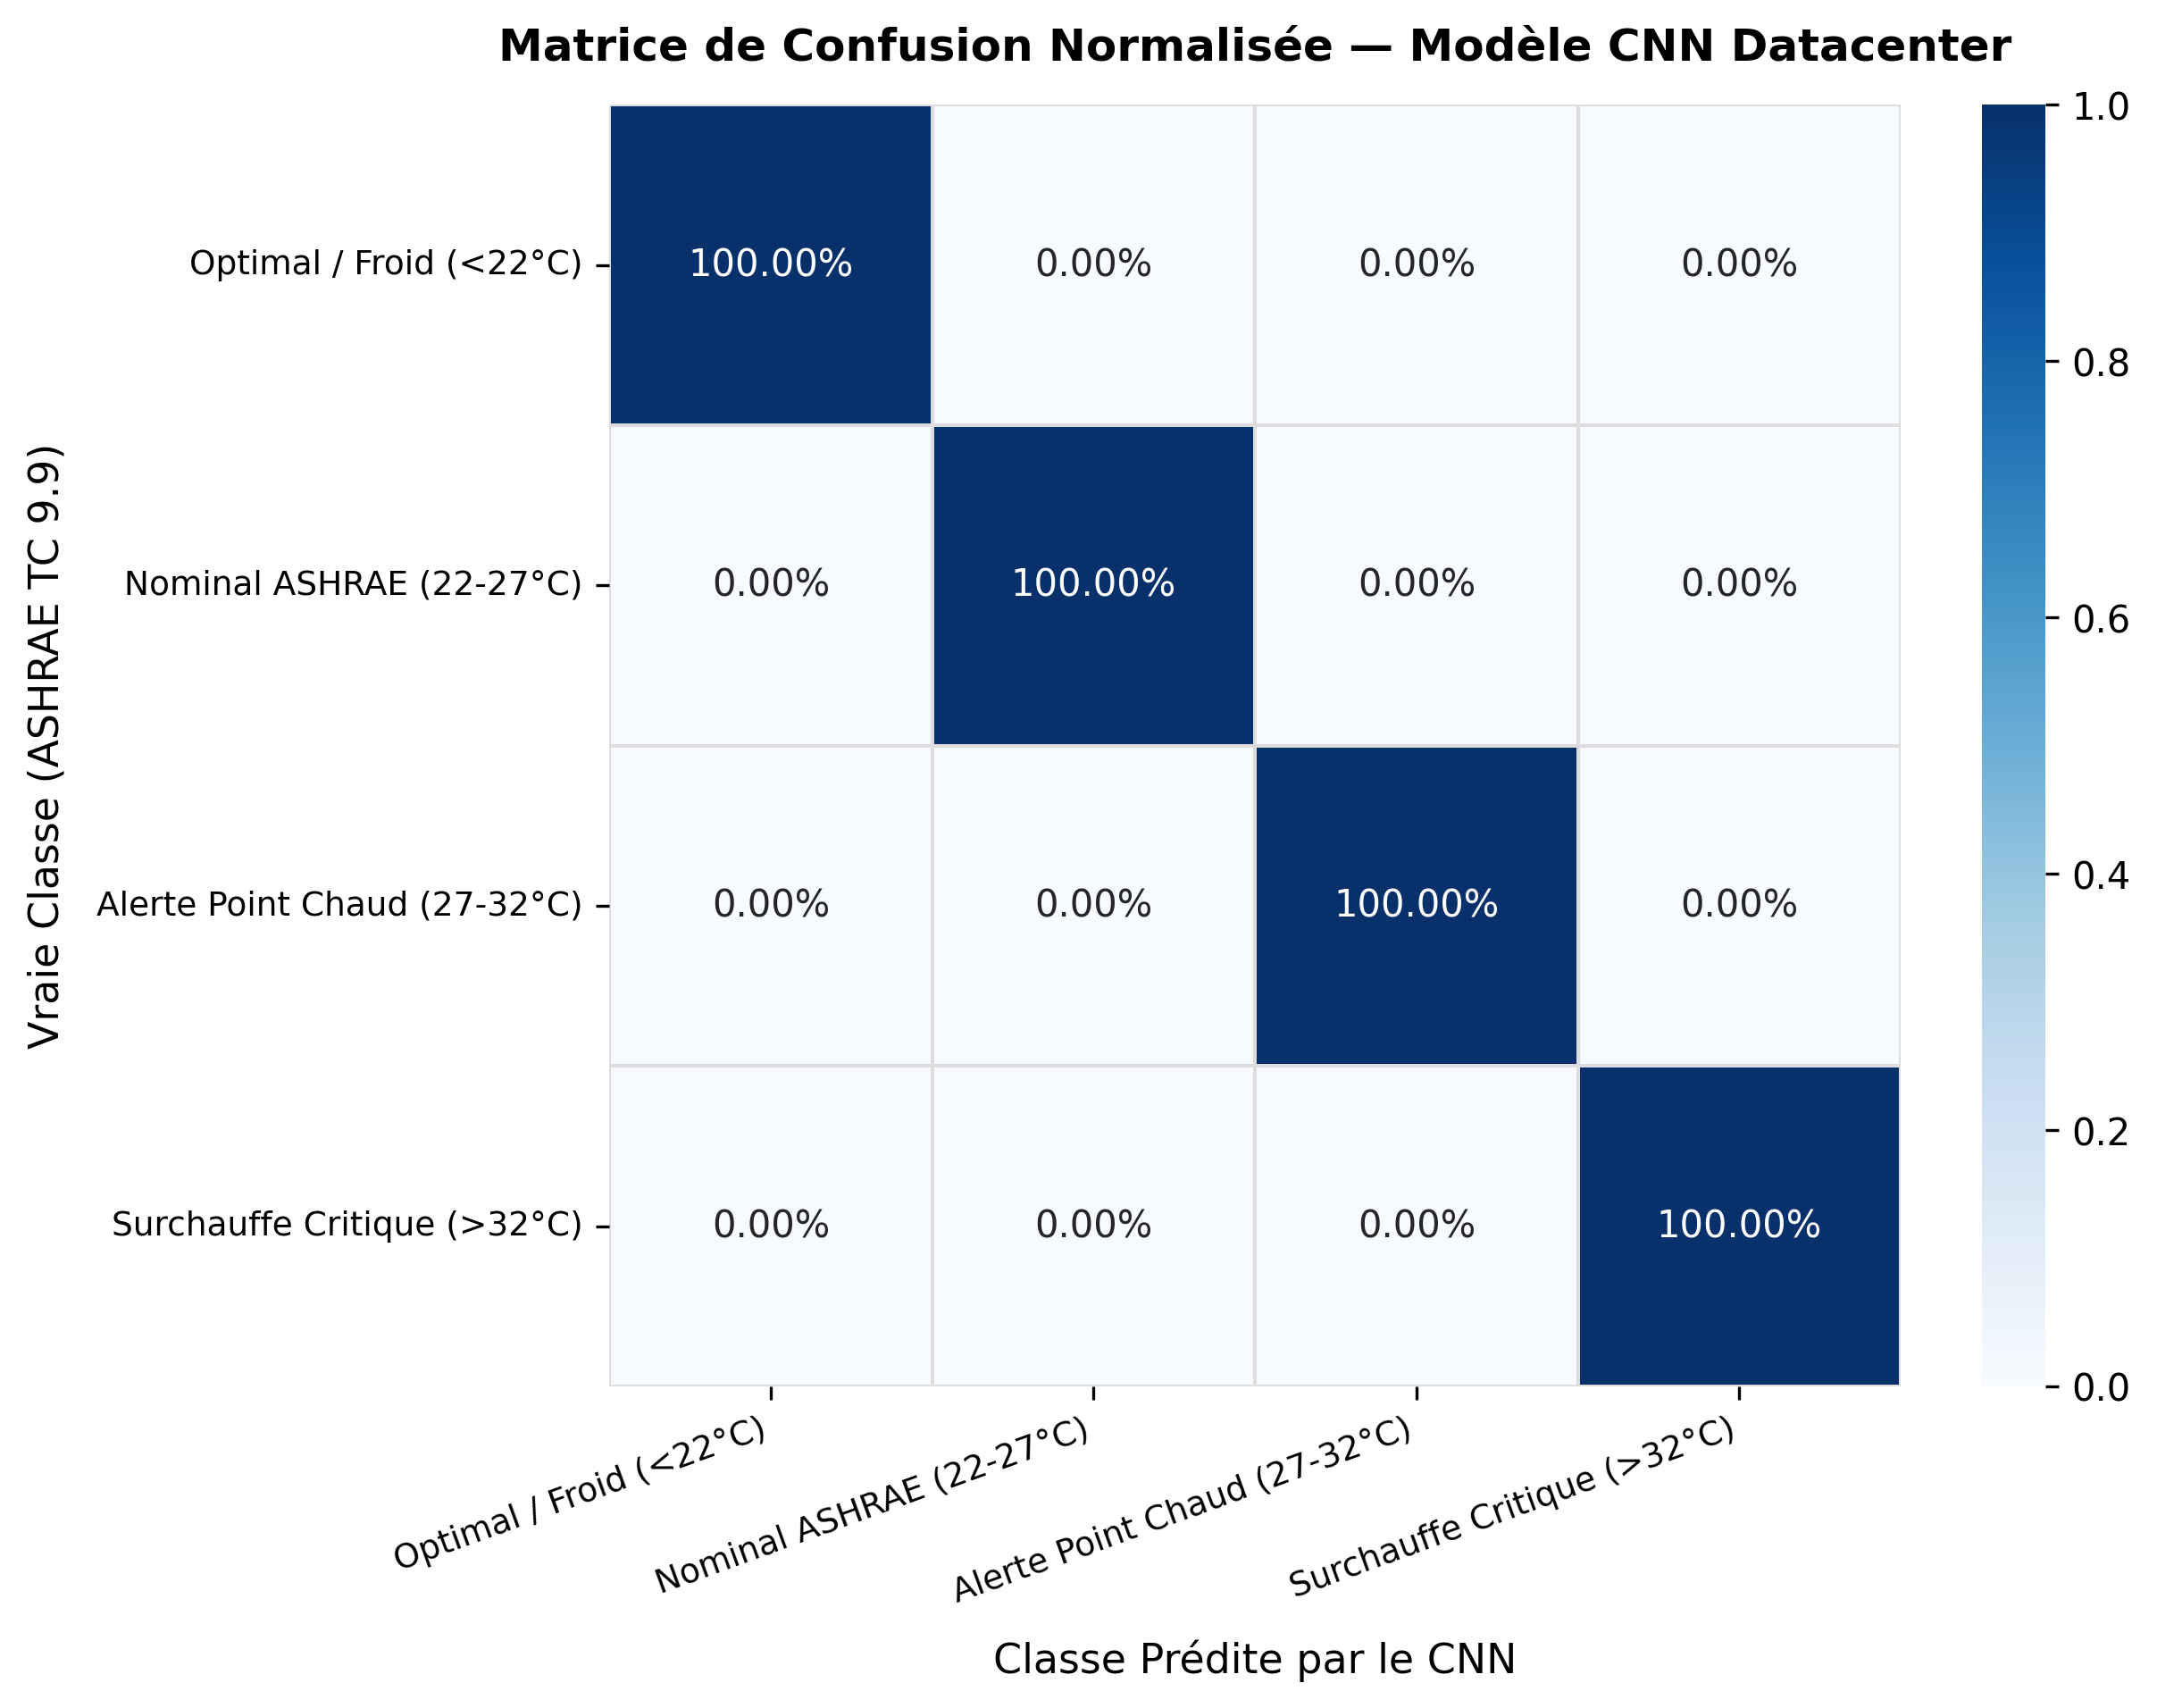 Matrice de Confusion Normalisée — Modèle CNN Datacenter
Vraie Classe (ASHRAE TC 9.9)
Optimal / Froid (<22°C)
100.00% 0.00% 0.00% 0.00%
Nominal ASHRAE (22-27°C)
0.00% 100.00% 0.00% 0.00%
Alerte Point Chaud (27-32°C)
0.00% 0.00% 100.00% 0.00%
Surchauffe Critique (>32°C)
0.00% 0.00% 0.00% 100.00%
Optimal / Froid (<22°C)
Nominal ASHRAE (22-27°C)
Alerte Point Chaud (27-32°C)
Surchauffe Critique (>32°C)
Classe Prédite par le CNN
1.0
0.8
0.6
0.4
0.2
0.0